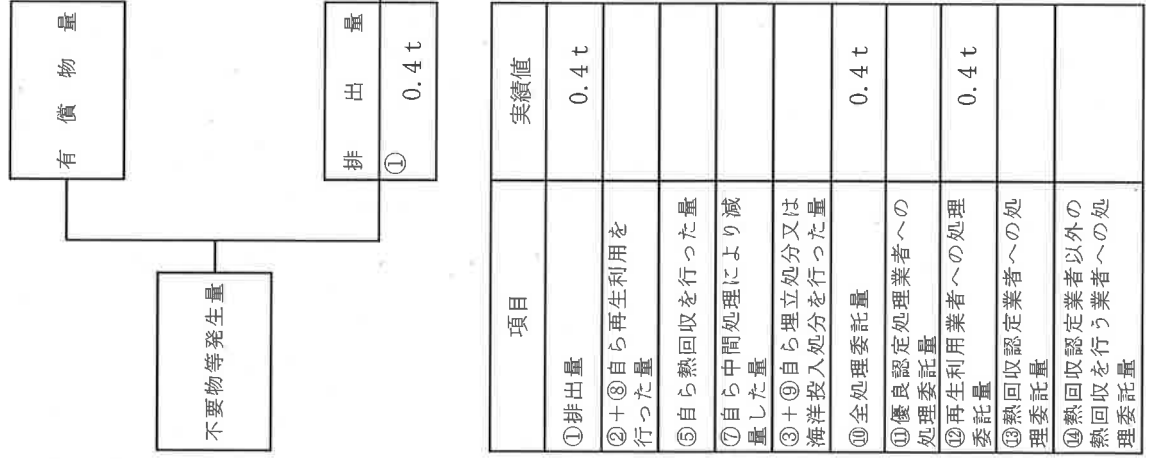 不要物等発生量
有償物量
排出量
①
0.4t
項目
実績値
①排出量
0.4t
②+⑧自ら再生利用を
行った量
⑤自ら熱回収を行った量
⑦自ら中間処理により減
量した量
③+⑨自ら埋立処分又は
海洋投入処分を行った量
⑩全処理委託量
0.4t
⑪優良認定処理業者への
処理委託量
⑫再生利用業者への処理
委託量
0.4t
⑬熱回収認定業者への処
理委託量
⑭熱回収認定業者以外の
熱回収を行う業者への処
理委託量